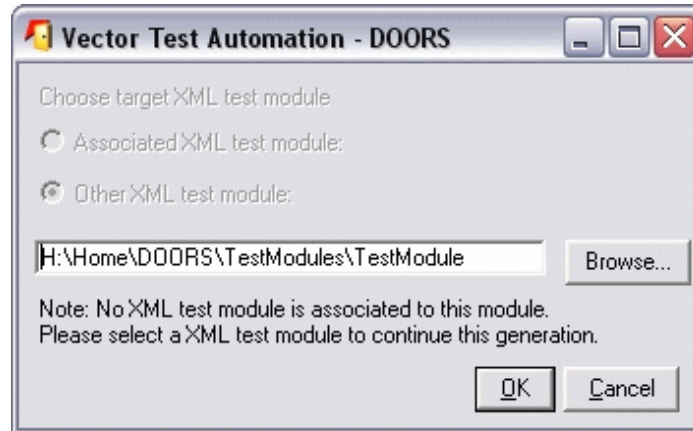 Vector Test Automation - DOORS
Choose target XML test module
Associated XML test module:
Other XML test module:
H:\Home\DOORS\TestModules\TestModule
Browse...
Note: No XML test module is associated to this module.
Please select a XML test module to continue this generation.
OK
Cancel